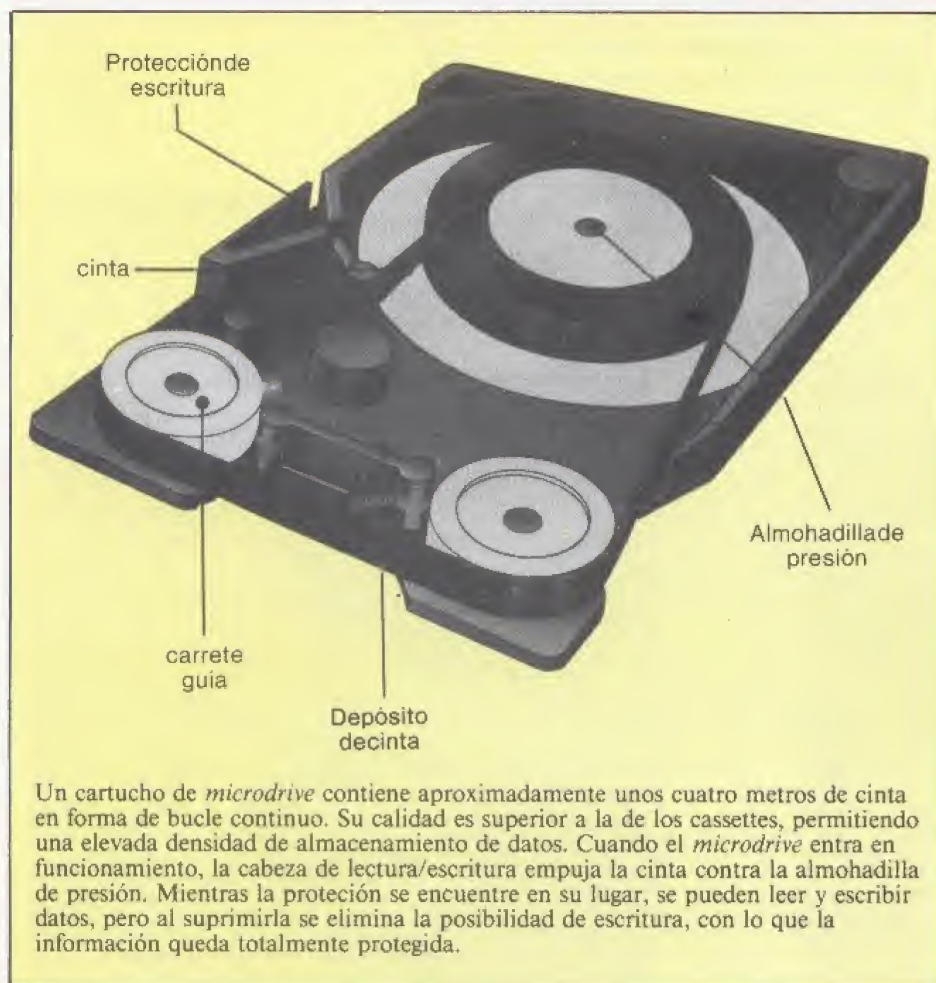 Protecciónde
escritura
cinta
Almohadillade
presión
carrete
guía
Depósito
decinta
Un cartucho de microdrive contiene aproximadamente unos cuatro metros de cinta
en forma de bucle continuo. Su calidad es superior a la de los cassettes, permitiendo
una elevada densidad de almacenamiento de datos. Cuando el microdrive entra en
funcionamiento, la cabeza de lectura/escritura empuja la cinta contra la almohadilla
de presión. Mientras la proteción se encuentre en su lugar, se pueden leer y escribir
datos, pero al suprimirla se elimina la posibilidad de escritura, con lo que la
información queda totalmente protegida.